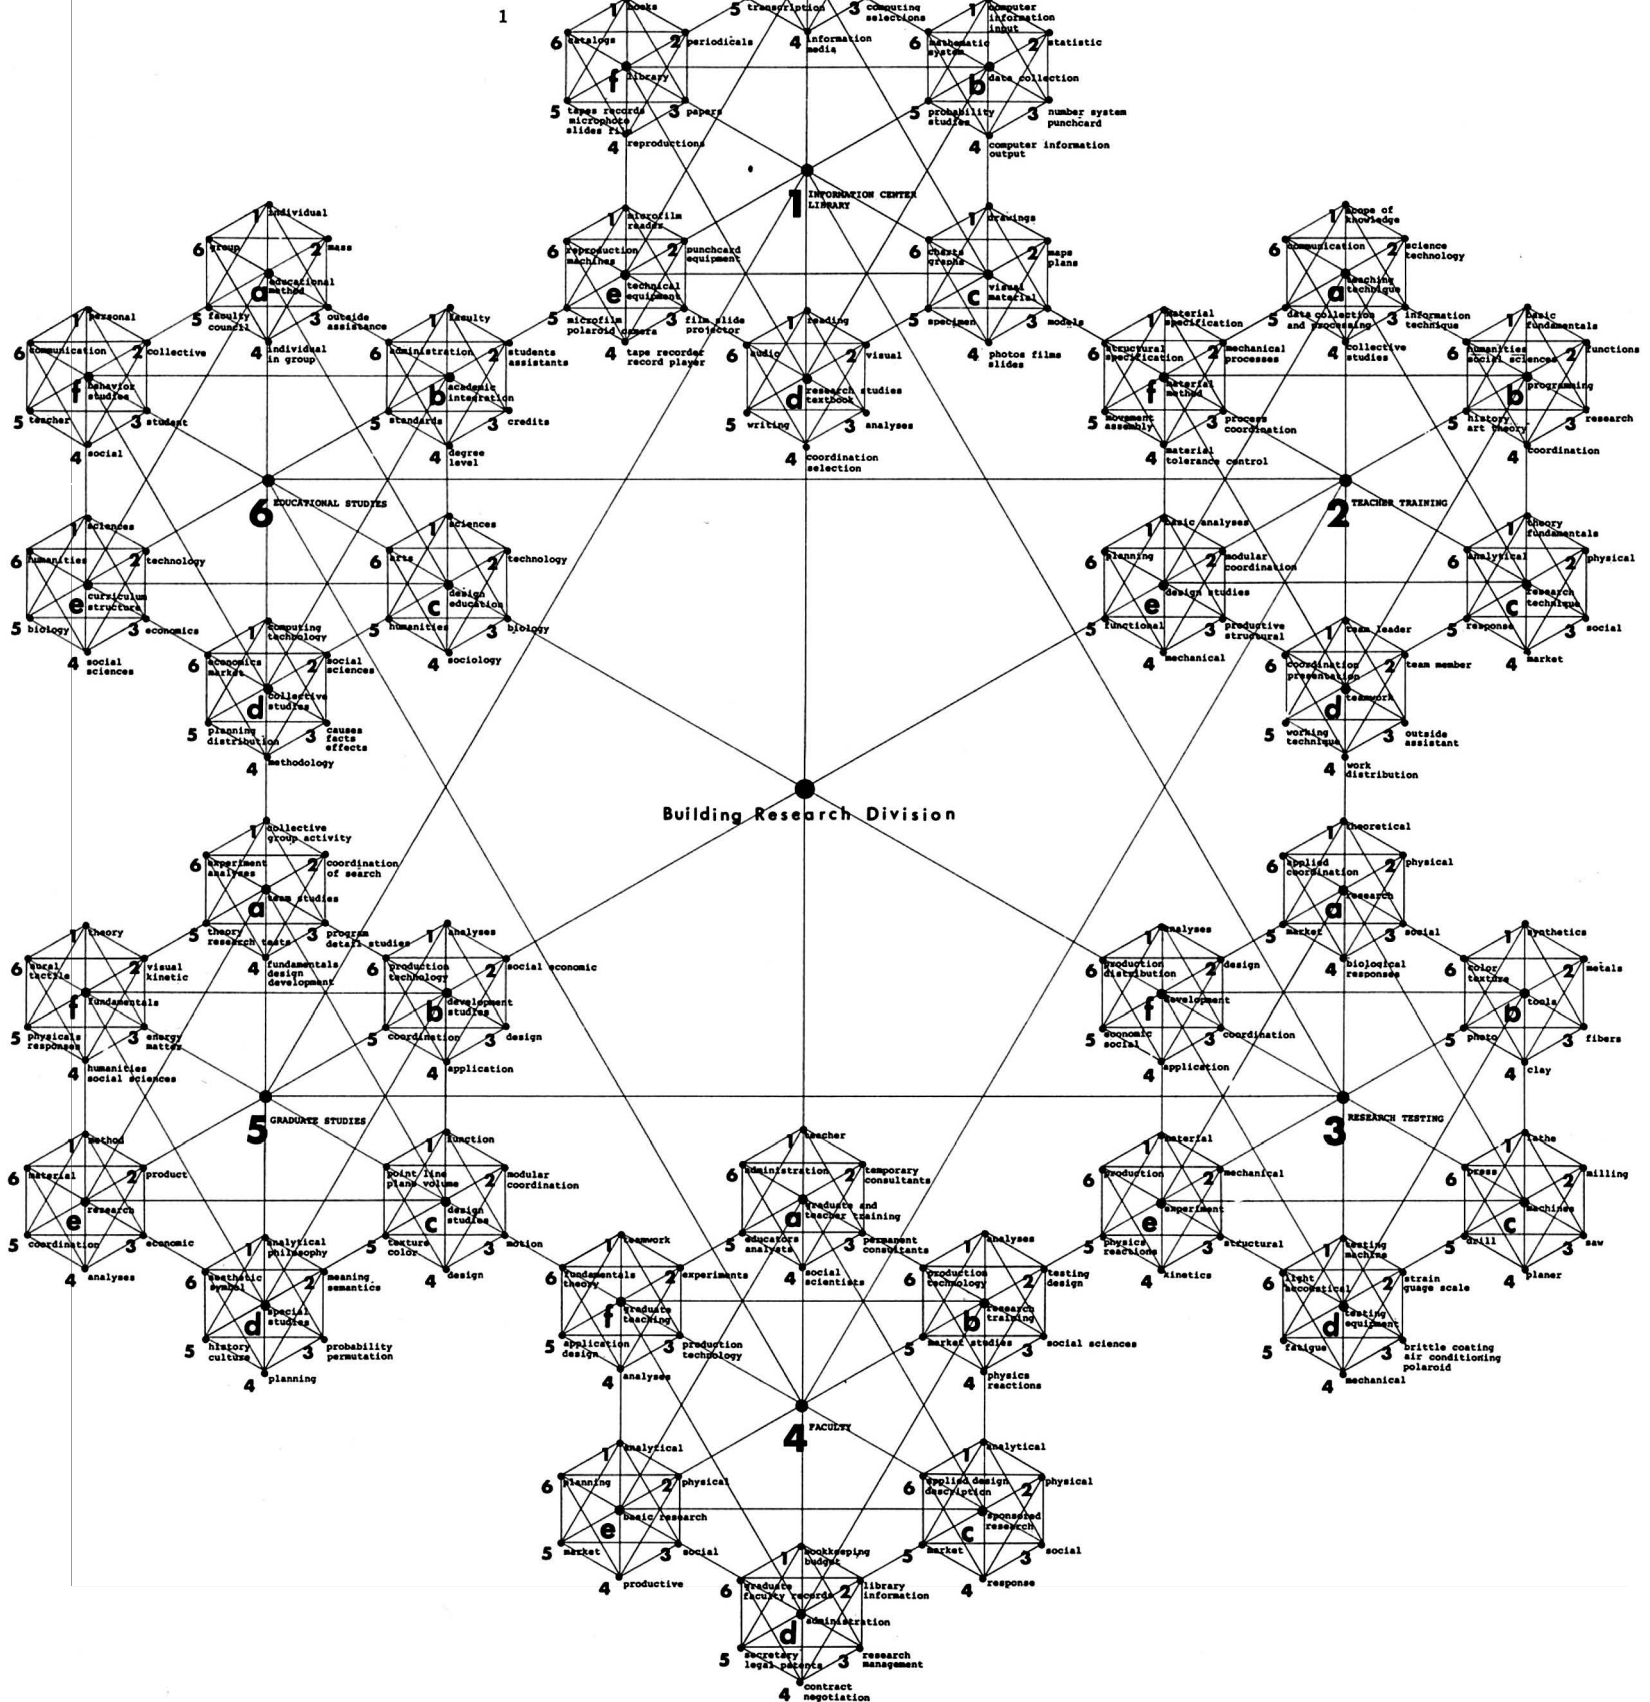 1
1 books
2 periodicals
3 papers
4 reproductions
5 tapes records
microphoto
slides
6 catalogs
f library
5 transcription
3 computing
selections
4 information
media
1 computer
information
input
2 statistic
3 number system
punchcard
4 computer information
output
5 probability
studies
6 mathematic
system
b data collection
1 INFORMATION CENTER
LIBRARY
1 microfilm
reader
2 punchcard
equipment
3 film slide
projector
4 tape recorder
record player
5 microfilm
polaroid camera
6 reproduction
machines
e technical
equipment
1 drawings
2 maps
plans
3 models
4 photos films
slides
5 specimen
6 charts
graphs
c visual
material
1 reading
2 visual
3 analyses
4 coordination
selection
5 writing
6 audio
d research studies
textbook
1 individual
2 mass
3 outside
assistance
4 individual
in group
5 faculty
council
6 group
a educational
method
1 personal
2 collective
3 student
4 social
5 teacher
6 communication
f behavior
studies
1 faculty
2 students
assistants
3 credits
4 degree
level
5 standards
6 administration
b academic
integration
6 EDUCATIONAL STUDIES
1 sciences
2 technology
3 economics
4 social
sciences
5 biology
6 humanities
e curriculum
structure
1 sciences
2 technology
3 biology
4 sociology
5 humanities
6 arts
c design
education
1 computing
technology
2 social
sciences
3 causes
facts
effects
4 methodology
5 planning
distribution
6 economics
market
d collective
studies
1 scope of
knowledge
2 science
technology
3 information
technique
4 collective
studies
5 data collection
and processing
6 communication
a teaching
technique
1 material
specification
2 mechanical
processes
3 process
coordination
4 material
tolerance control
5 movement
assembly
6 structural
specification
f material
method
1 basic
fundamentals
2 functions
3 research
4 coordination
5 history
art theory
6 humanities
social sciences
b programming
2 TEACHER TRAINING
1 basic analyses
2 modular
coordination
3 productive
structural
4 mechanical
5 functional
6 planning
e design studies
1 theory
fundamentals
2 physical
3 social
4 market
5 response
6 analytical
c research
technique
1 team leader
2 team member
3 outside
assistant
4 work
distribution
5 working
technique
6 coordination
presentation
d teamwork
Building Research Division
1 collective
group activity
2 coordination
of search
3 program
detail studies
4 fundamentals
design
development
5 theory
research tests
6 experiment
analyses
a team studies
1 theory
2 visual
kinetic
3 energy
matter
4 humanities
social sciences
5 physicals
responses
6 aural
tactile
f fundamentals
1 analyses
2 social economic
3 design
4 application
5 coordination
6 production
technology
b development
studies
5 GRADUATE STUDIES
1 method
2 product
3 economic
4 analyses
5 coordination
6 material
e research
1 function
2 modular
coordination
3 motion
4 design
5 texture
color
6 point line
plane volume
c design
studies
1 analytical
philosophy
2 meaning
semantics
3 probability
permutation
4 planning
5 history
culture
6 aesthetic
symbol
d special
studies
1 theoretical
2 physical
3 social
4 biological
responses
5 market
6 applied
coordination
a research
1 analyses
2 design
3 coordination
4 application
5 economic
social
6 production
distribution
f development
1 synthetics
2 metals
3 fibers
4 clay
5 photo
6 color
texture
b tools
3 RESEARCH TESTING
1 material
2 mechanical
3 structural
4 kinetics
5 physics
reactions
6 production
e experiment
1 lathe
2 milling
3 saw
4 planer
5 drill
6 press
c machines
1 testing
machine
2 strain
guage scale
3 brittle coating
air conditioning
polaroid
4 mechanical
5 fatigue
6 light
accoustical
d testing
equipment
1 teacher
2 temporary
consultants
3 permanent
consultants
4 social
scientists
5 educators
analysts
6 administration
a graduate and
teacher training
1 teamwork
2 experiments
3 production
technology
4 analyses
5 application
design
6 fundamentals
theory
f graduate
teaching
1 analyses
2 testing
design
3 social sciences
4 physics
reactions
5 market studies
6 production
technology
b research
training
4 FACULTY
1 analytical
2 physical
3 social
4 productive
5 market
6 planning
e basic research
1 analytical
2 physical
3 social
4 response
5 market
6 applied design
description
c sponsored
research
1 bookkeeping
budget
2 library
information
3 research
management
4 contract
negotiation
5 secretary
legal patents
6 graduate
faculty records
d administration